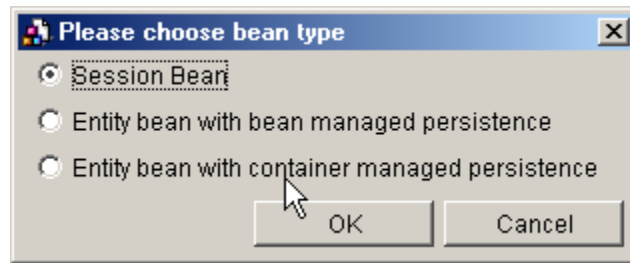 Please choose bean type
Session Bean
Entity bean with bean managed persistence
Entity bean with container managed persistence
OK Cancel